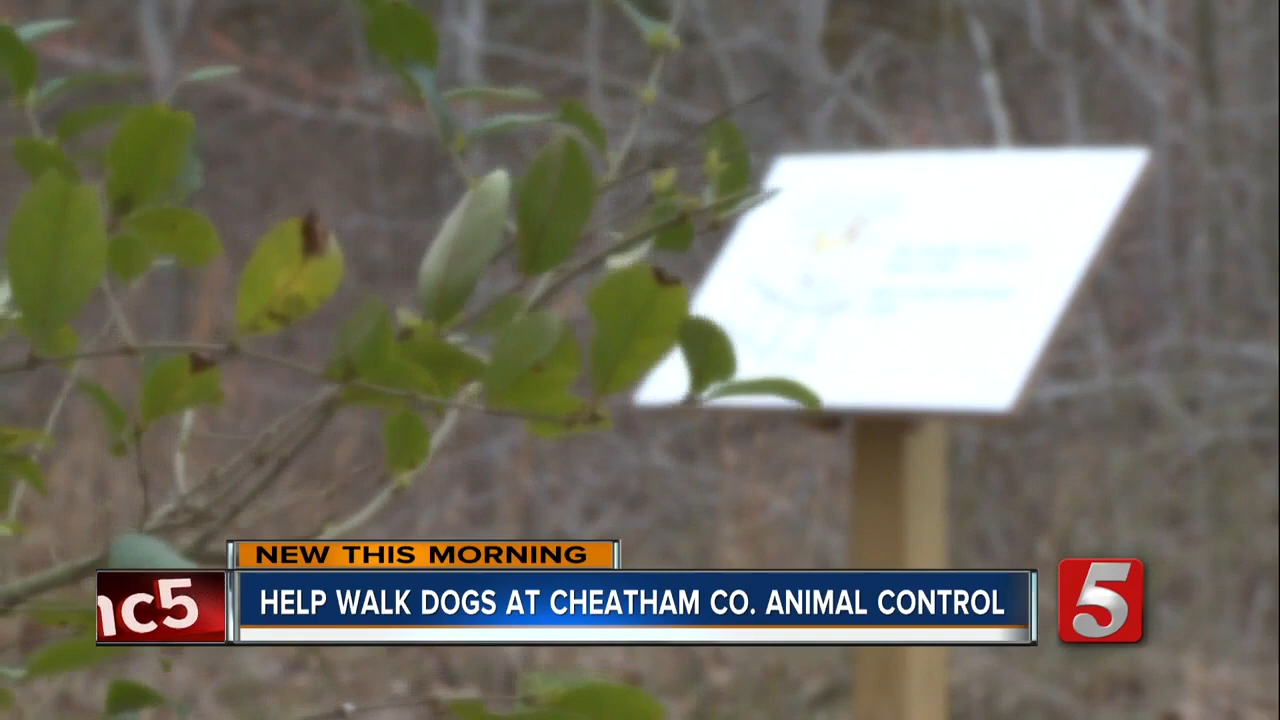 NEW THIS MORNING
HELP WALK DOGS AT CHEATHAM CO. ANIMAL CONTROL
nc5
5